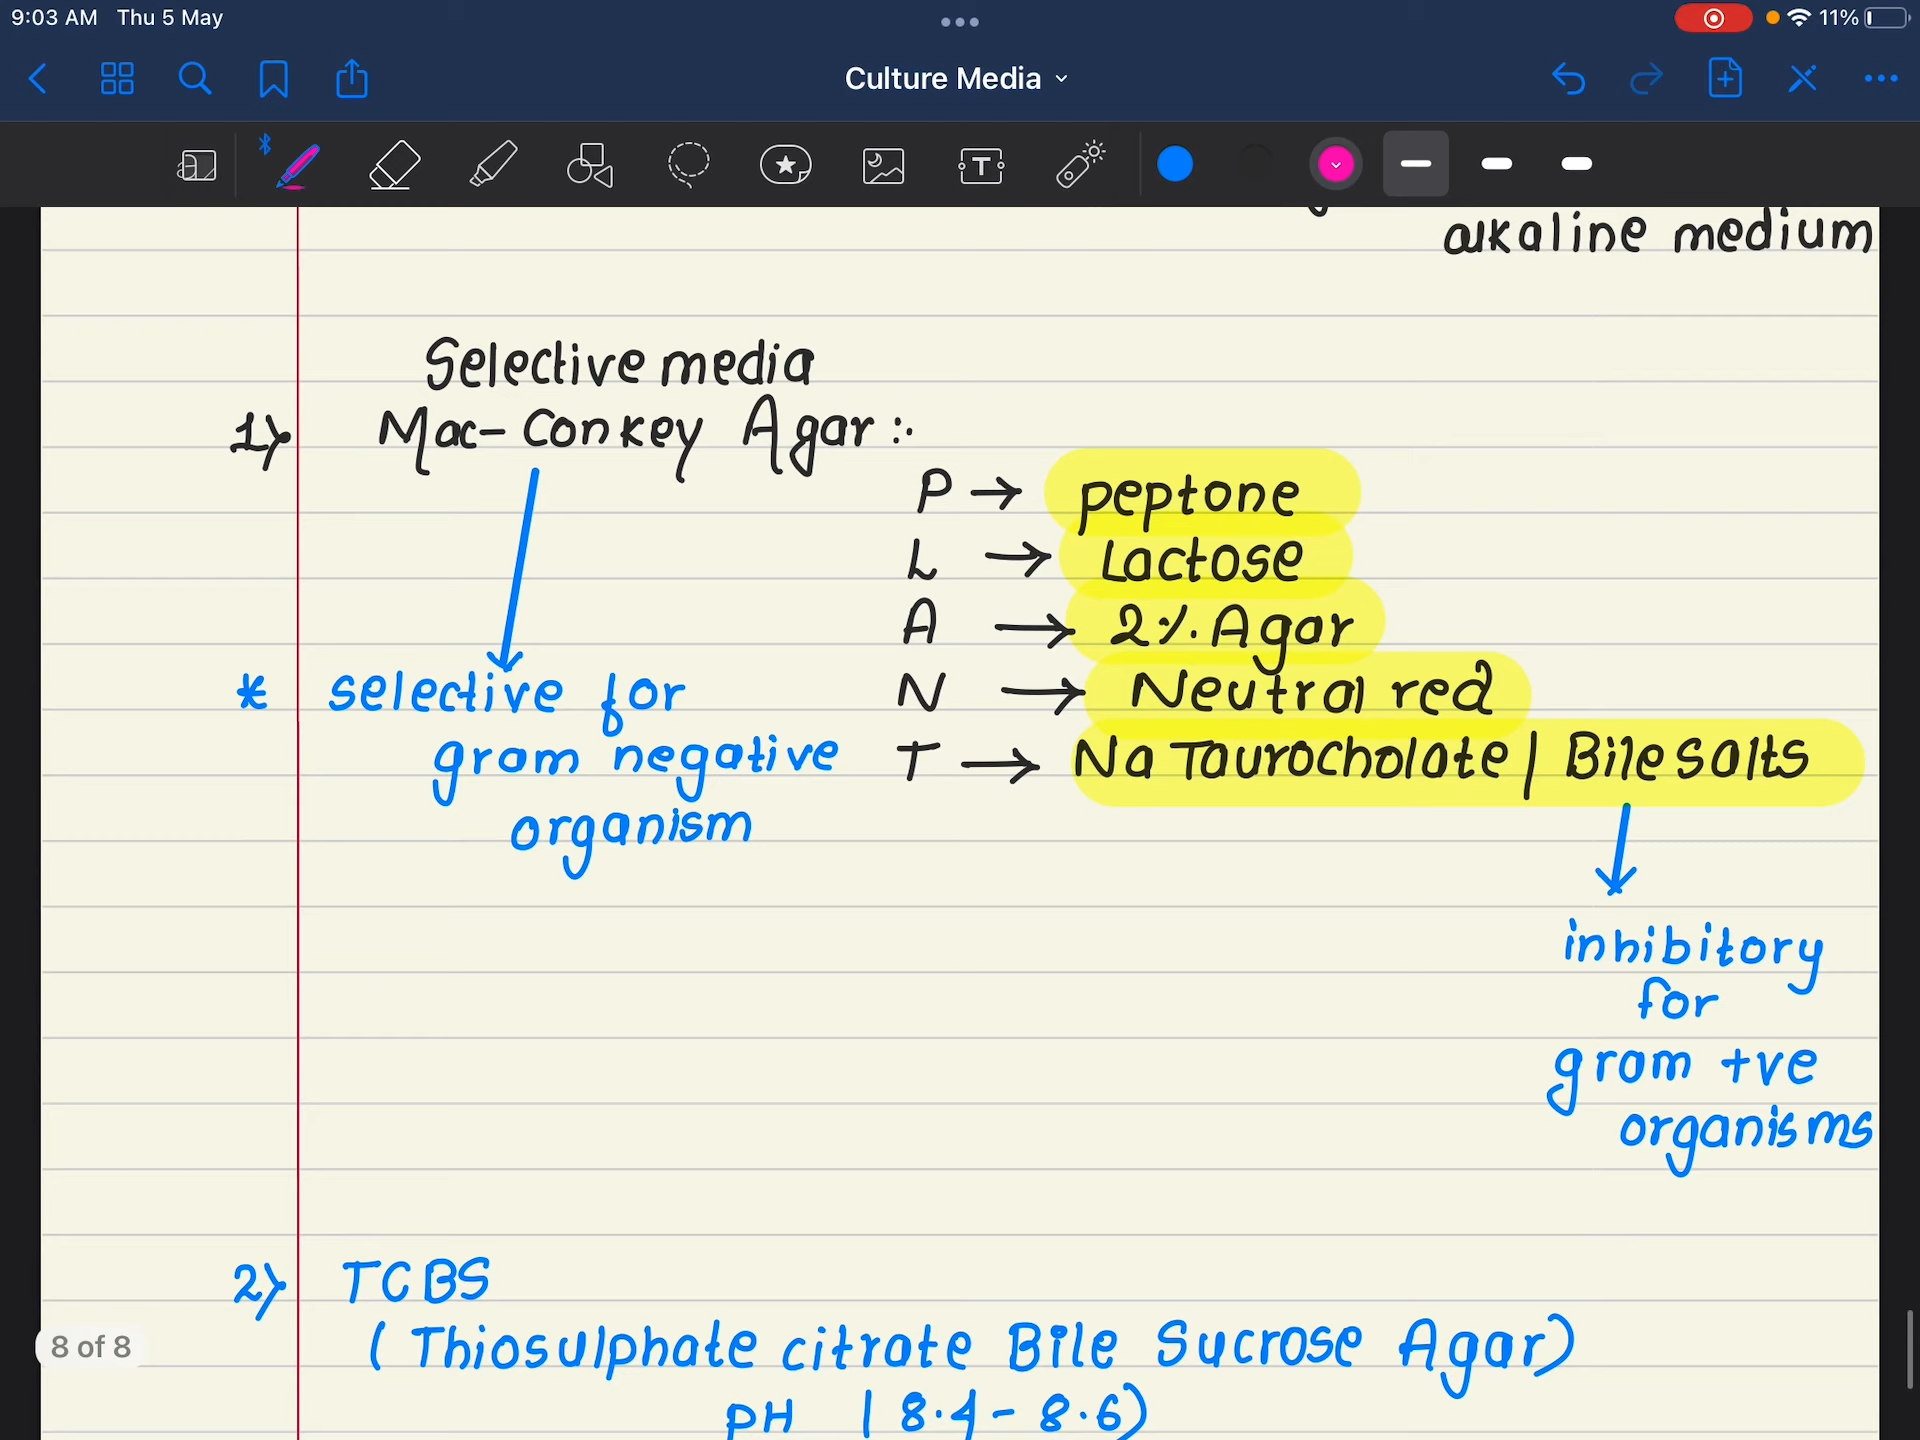 9:03 AM Thu 5 May
11%
Culture Media
alkaline medium
Selective media
1) Mac-Conkey Agar :-
P → peptone
L → Lactose
A → 2% Agar
N → Neutral red
T → Na Taurocholate | Bile salts
* selective for
gram negative
organism
inhibitory
for
gram +ve
organisms
2) TCBS
(Thiosulphate citrate Bile Sucrose Agar)
8 of 8
pH (8.4 - 8.6)